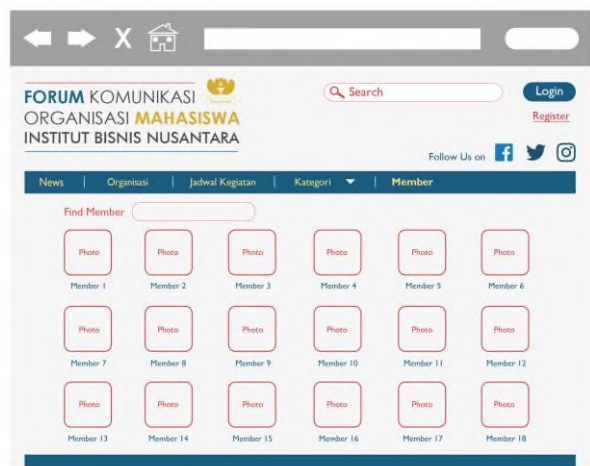 X
FORUM KOMUNIKASI
ORGANISASI MAHASISWA
INSTITUT BISNIS NUSANTARA
Search
Login
Register
Follow Us on
News | Organisasi | Jadwal Kegiatan | Kategori | Member
Find Member
Photo Photo Photo Photo Photo Photo
Member 1 Member 2 Member 3 Member 4 Member 5 Member 6
Photo Photo Photo Photo Photo Photo
Member 7 Member 8 Member 9 Member 10 Member 11 Member 12
Photo Photo Photo Photo Photo Photo
Member 13 Member 14 Member 15 Member 16 Member 17 Member 18